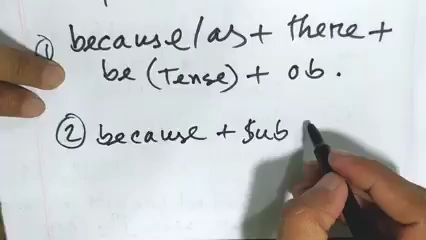 ① because/as + there +
be (Tense) + ob.
② because + Sub